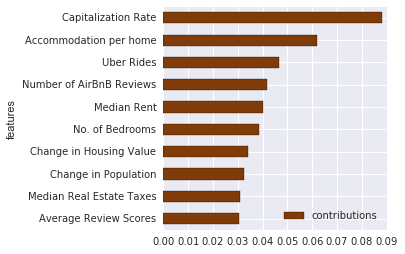 Capitalization Rate
Accommodation per home
Uber Rides
Number of AirBnB Reviews
Median Rent
No. of Bedrooms
Change in Housing Value
Change in Population
Median Real Estate Taxes
Average Review Scores
features
contributions
0.00 0.01 0.02 0.03 0.04 0.05 0.06 0.07 0.08 0.09